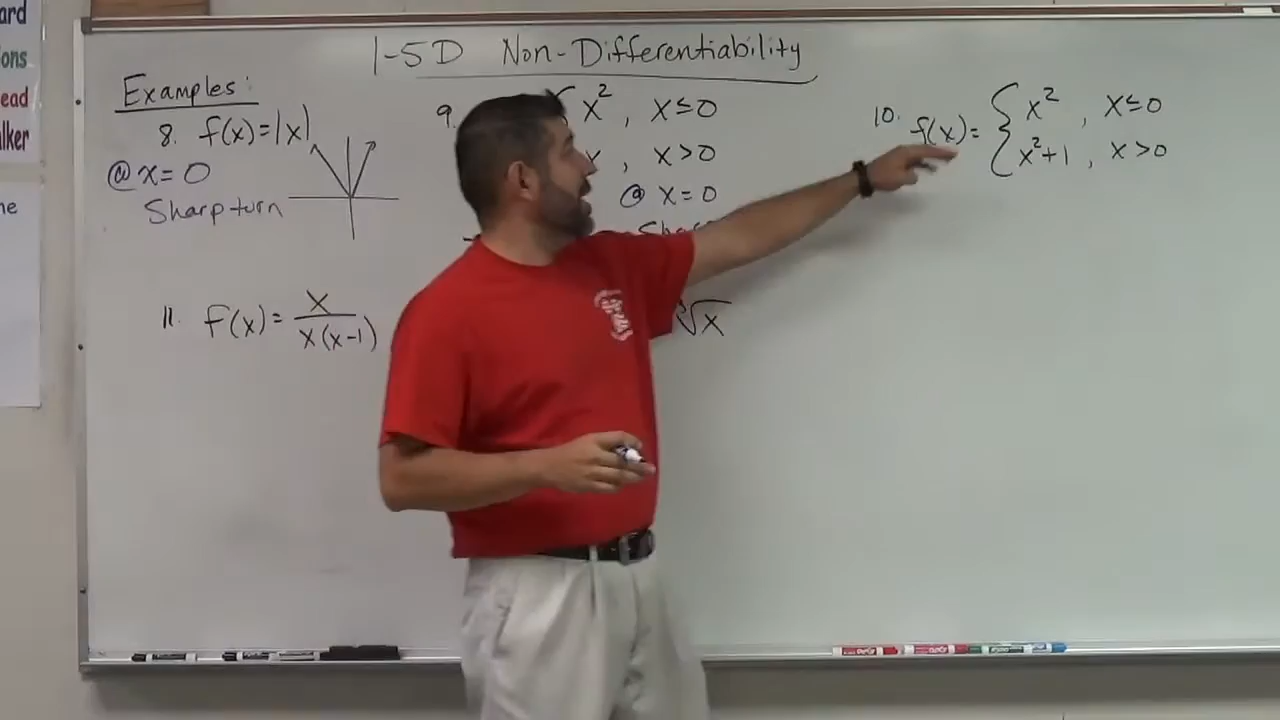 1-5D Non-Differentiability
Examples:
8. f(x)=|x|
@ x=0
Sharp turn
9.
x², x≤0
x, x>0
@ x=0
Sharp
10. f(x)= { x², x≤0
x²+1, x>0
11. f(x)= x / x(x-1)
∛x
ard
ons
ead
lker
ne